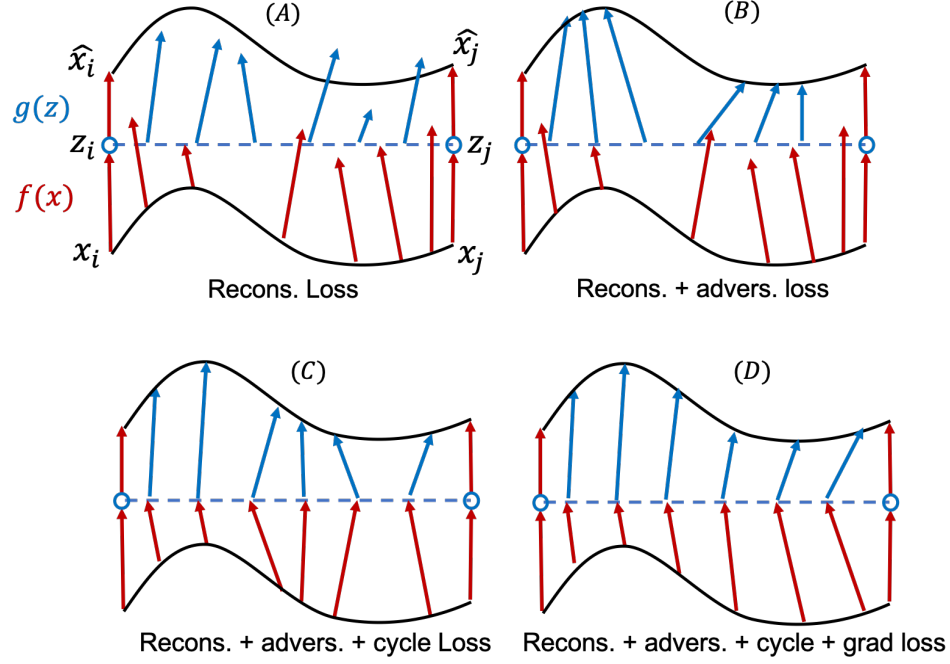 (A)
(B)
x̂ᵢ
x̂ⱼ
g(z)
zᵢ
zⱼ
f(x)
xᵢ
xⱼ
Recons. Loss
Recons. + advers. loss
(C)
(D)
Recons. + advers. + cycle Loss
Recons. + advers. + cycle + grad loss